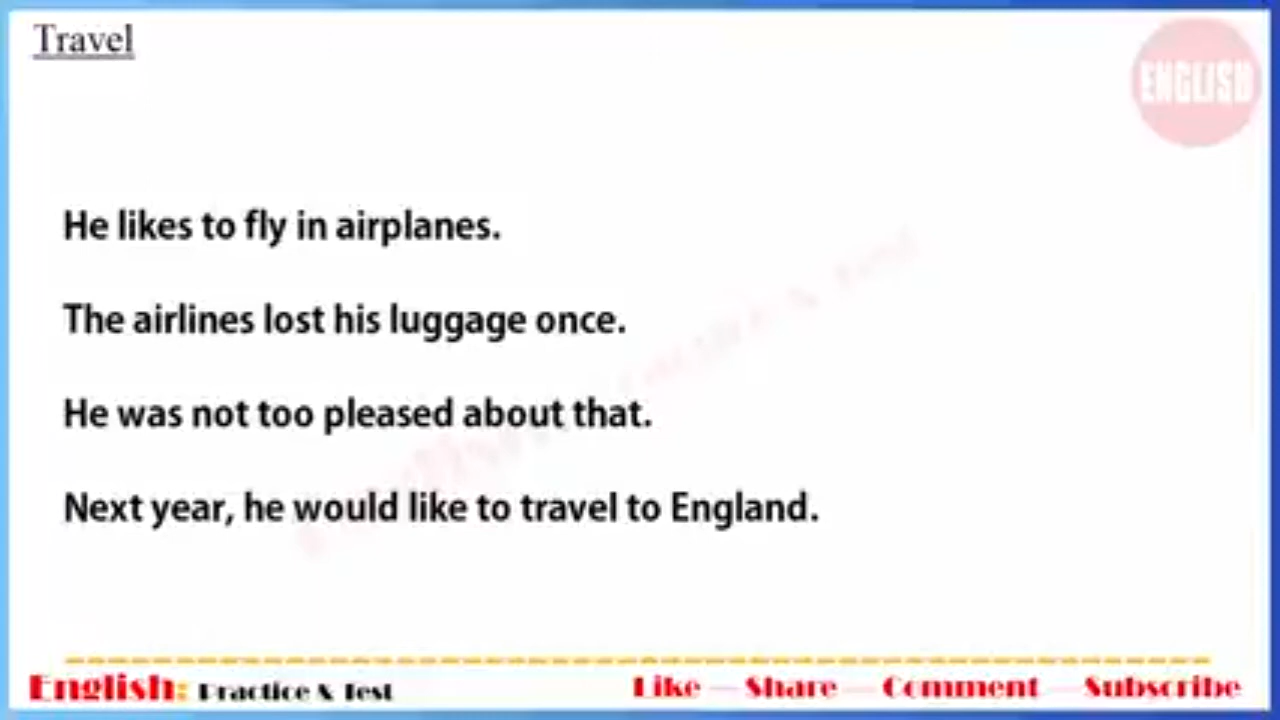 Travel
ENGLISH
He likes to fly in airplanes.
The airlines lost his luggage once.
He was not too pleased about that.
Next year, he would like to travel to England.
English: Practice & Test
Like — Share — Comment — Subscribe